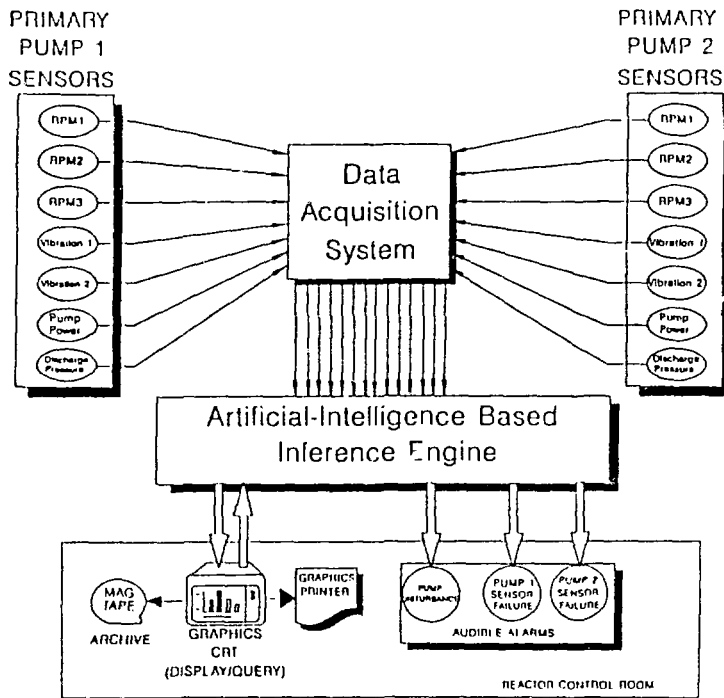 PRIMARY
PUMP 1
SENSORS
RPM1
RPM2
RPM3
Vibration 1
Vibration 2
Pump
Power
Discharge
Pressure
Data
Acquisition
System
PRIMARY
PUMP 2
SENSORS
RPM1
RPM2
RPM3
Vibration 1
Vibration 2
Pump
Power
Discharge
Pressure
Artificial-Intelligence Based
Inference Engine
MAG
TAPE
ARCHIVE
GRAPHICS
CRT
(DISPLAY/QUERY)
GRAPHICS
PRINTER
PUMP
DISTURBANCE
PUMP 1
SENSOR
FAILURE
PUMP 2
SENSOR
FAILURE
AUDIBLE ALARMS
REACTOR CONTROL ROOM